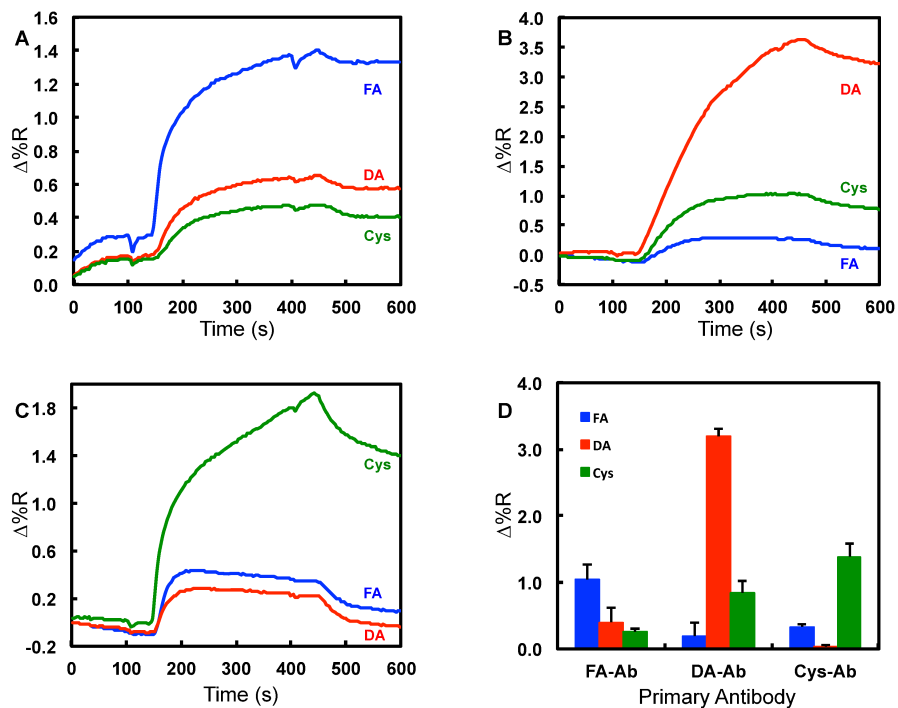 A
Δ%R
1.6
1.4
1.2
1.0
0.8
0.6
0.4
0.2
0.0
FA
DA
Cys
0 100 200 300 400 500 600
Time (s)
B
Δ%R
4.0
3.5
3.0
2.5
2.0
1.5
1.0
0.5
0.0
-0.5
DA
Cys
FA
0 100 200 300 400 500 600
Time (s)
C
Δ%R
1.8
1.4
1.0
0.6
0.2
-0.2
Cys
FA
DA
0 100 200 300 400 500 600
Time (s)
D
Δ%R
4.0
3.0
2.0
1.0
0.0
FA
DA
Cys
FA-Ab DA-Ab Cys-Ab
Primary Antibody